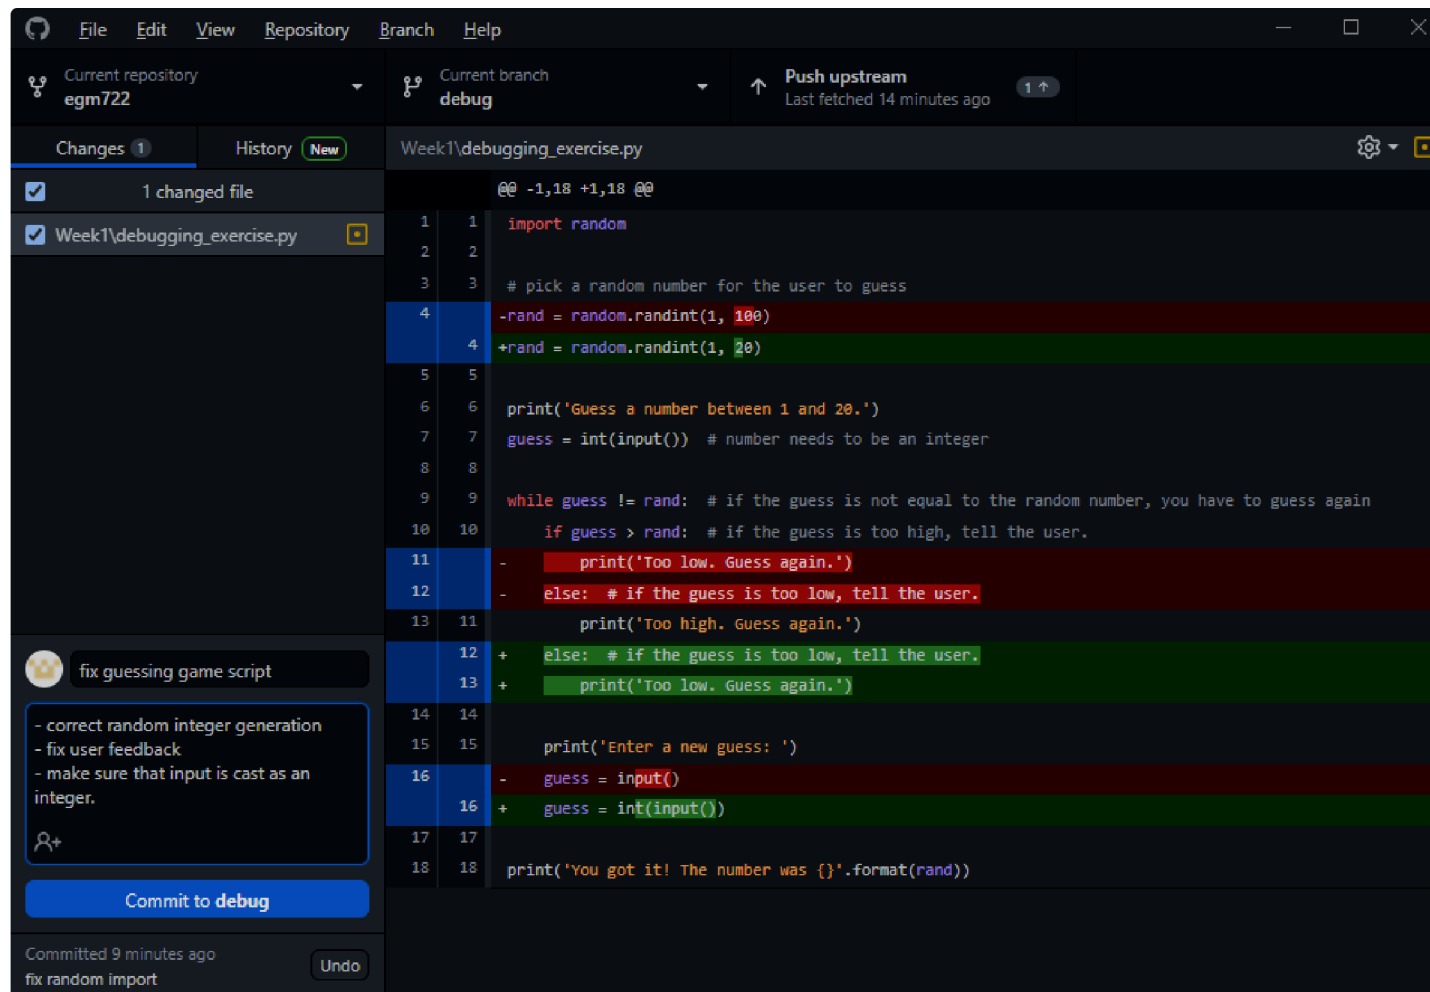 File Edit View Repository Branch Help
Current repository
egm722
Current branch
debug
Push upstream
Last fetched 14 minutes ago
1
Changes 1
History New
Week1\debugging_exercise.py
1 changed file
Week1\debugging_exercise.py
@@ -1,18 +1,18 @@
1 1 import random
2 2
3 3 # pick a random number for the user to guess
4 -rand = random.randint(1, 100)
4 +rand = random.randint(1, 20)
5 5
6 6 print('Guess a number between 1 and 20.')
7 7 guess = int(input())  # number needs to be an integer
8 8
9 9 while guess != rand:  # if the guess is not equal to the random number, you have to guess again
10 10     if guess > rand:  # if the guess is too high, tell the user.
11 -        print('Too low. Guess again.')
12 -    else:  # if the guess is too low, tell the user.
13 11         print('Too high. Guess again.')
12 +    else:  # if the guess is too low, tell the user.
13 +        print('Too low. Guess again.')
14 14
15 15     print('Enter a new guess: ')
16 -    guess = input()
16 +    guess = int(input())
17 17
18 18 print('You got it! The number was {}'.format(rand))
fix guessing game script
- correct random integer generation
- fix user feedback
- make sure that input is cast as an
integer.
Commit to debug
Committed 9 minutes ago
fix random import
Undo